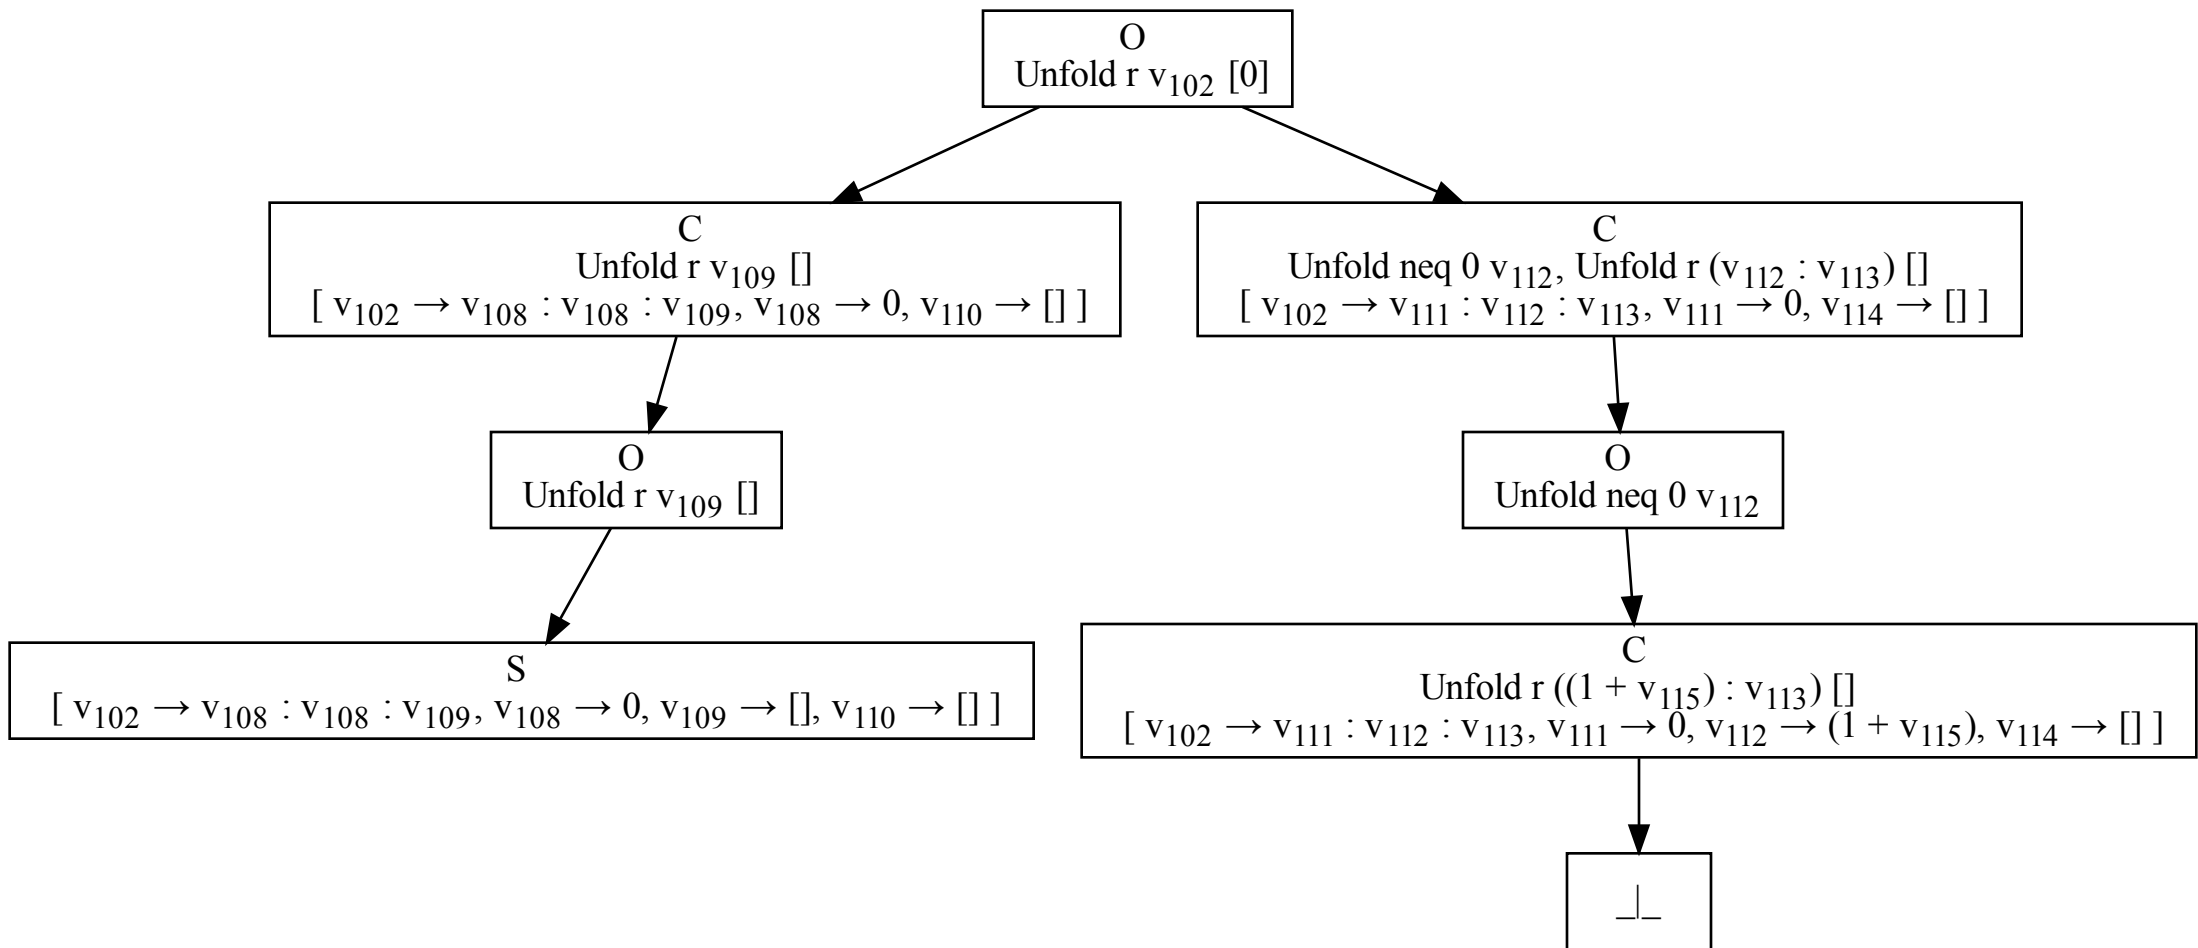 O
Unfold r v₁₀₂ [0]
C
Unfold r v₁₀₉ []
[ v₁₀₂ → v₁₀₈ : v₁₀₈ : v₁₀₉, v₁₀₈ → 0, v₁₁₀ → [] ]
C
Unfold neq 0 v₁₁₂, Unfold r (v₁₁₂ : v₁₁₃) []
[ v₁₀₂ → v₁₁₁ : v₁₁₂ : v₁₁₃, v₁₁₁ → 0, v₁₁₄ → [] ]
O
Unfold r v₁₀₉ []
O
Unfold neq 0 v₁₁₂
S
[ v₁₀₂ → v₁₀₈ : v₁₀₈ : v₁₀₉, v₁₀₈ → 0, v₁₀₉ → [], v₁₁₀ → [] ]
C
Unfold r ((1 + v₁₁₅) : v₁₁₃) []
[ v₁₀₂ → v₁₁₁ : v₁₁₂ : v₁₁₃, v₁₁₁ → 0, v₁₁₂ → (1 + v₁₁₅), v₁₁₄ → [] ]
_|_